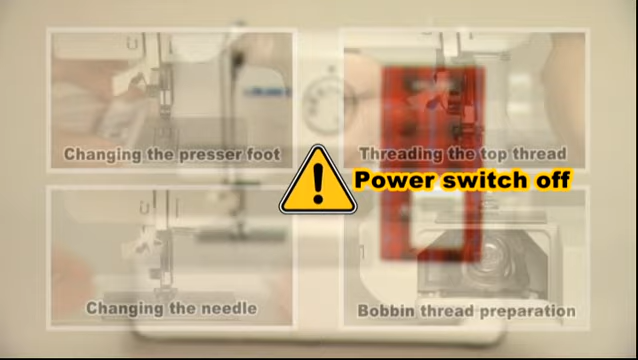 Changing the presser foot
Threading the top thread
Power switch off
Changing the needle
Bobbin thread preparation